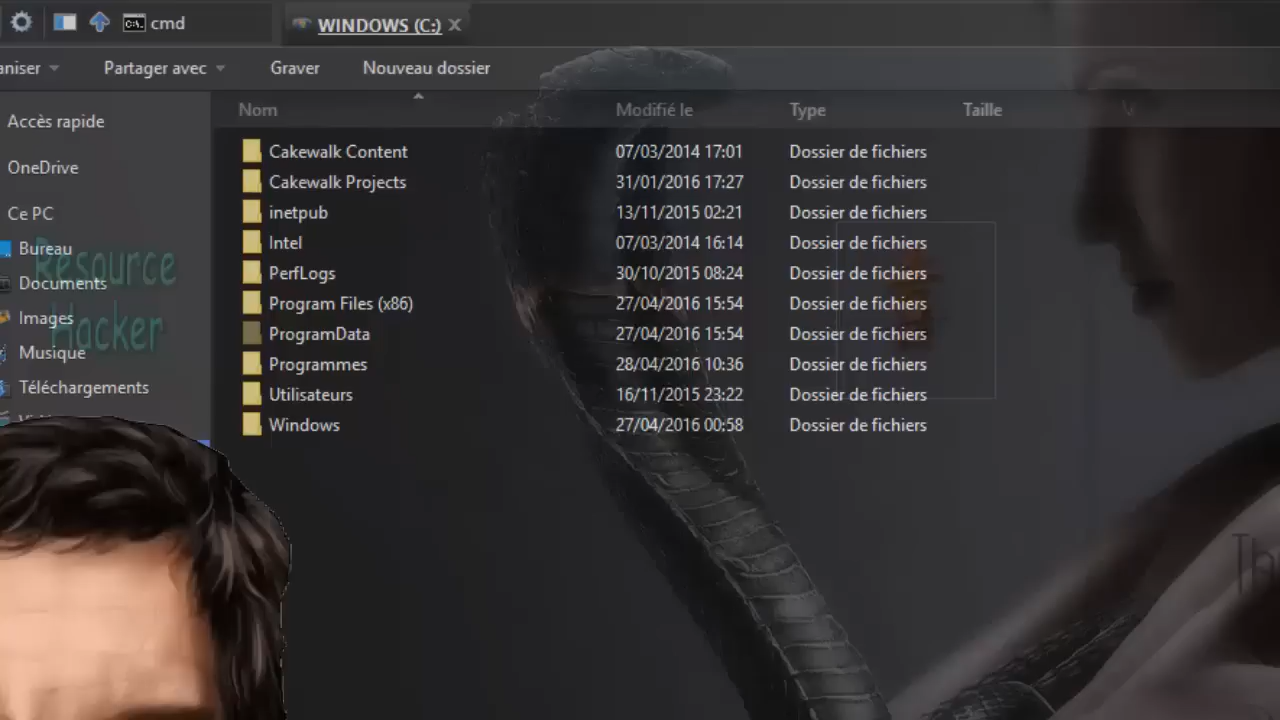 cmd
WINDOWS (C:)
Partager avec
Graver
Nouveau dossier
Nom
Modifié le
Type
Taille
Accès rapide
OneDrive
Ce PC
Bureau
Documents
Images
Musique
Téléchargements
Resource
Hacker
Cakewalk Content 07/03/2014 17:01 Dossier de fichiers
Cakewalk Projects 31/01/2016 17:27 Dossier de fichiers
inetpub 13/11/2015 02:21 Dossier de fichiers
Intel 07/03/2014 16:14 Dossier de fichiers
PerfLogs 30/10/2015 08:24 Dossier de fichiers
Program Files (x86) 27/04/2016 15:54 Dossier de fichiers
ProgramData 27/04/2016 15:54 Dossier de fichiers
Programmes 28/04/2016 10:36 Dossier de fichiers
Utilisateurs 16/11/2015 23:22 Dossier de fichiers
Windows 27/04/2016 00:58 Dossier de fichiers